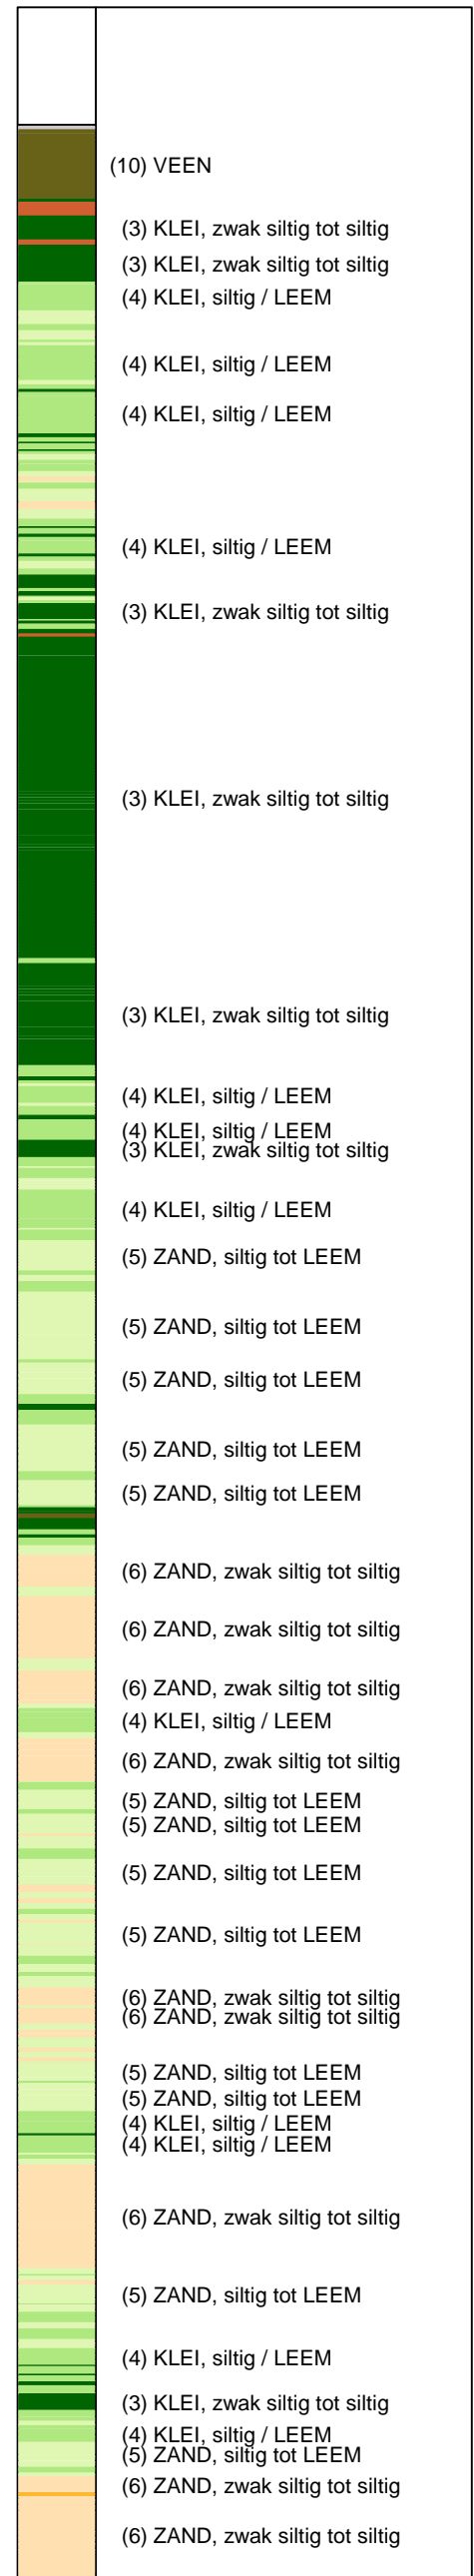 (10) VEEN
(3) KLEI, zwak siltig tot siltig
(3) KLEI, zwak siltig tot siltig
(4) KLEI, siltig / LEEM
(4) KLEI, siltig / LEEM
(4) KLEI, siltig / LEEM
(4) KLEI, siltig / LEEM
(3) KLEI, zwak siltig tot siltig
(3) KLEI, zwak siltig tot siltig
(3) KLEI, zwak siltig tot siltig
(4) KLEI, siltig / LEEM
(4) KLEI, siltig / LEEM
(3) KLEI, zwak siltig tot siltig
(4) KLEI, siltig / LEEM
(5) ZAND, siltig tot LEEM
(5) ZAND, siltig tot LEEM
(5) ZAND, siltig tot LEEM
(5) ZAND, siltig tot LEEM
(5) ZAND, siltig tot LEEM
(6) ZAND, zwak siltig tot siltig
(6) ZAND, zwak siltig tot siltig
(6) ZAND, zwak siltig tot siltig
(4) KLEI, siltig / LEEM
(6) ZAND, zwak siltig tot siltig
(5) ZAND, siltig tot LEEM
(5) ZAND, siltig tot LEEM
(5) ZAND, siltig tot LEEM
(5) ZAND, siltig tot LEEM
(6) ZAND, zwak siltig tot siltig
(6) ZAND, zwak siltig tot siltig
(5) ZAND, siltig tot LEEM
(5) ZAND, siltig tot LEEM
(4) KLEI, siltig / LEEM
(4) KLEI, siltig / LEEM
(6) ZAND, zwak siltig tot siltig
(5) ZAND, siltig tot LEEM
(4) KLEI, siltig / LEEM
(3) KLEI, zwak siltig tot siltig
(4) KLEI, siltig / LEEM
(5) ZAND, siltig tot LEEM
(6) ZAND, zwak siltig tot siltig
(6) ZAND, zwak siltig tot siltig